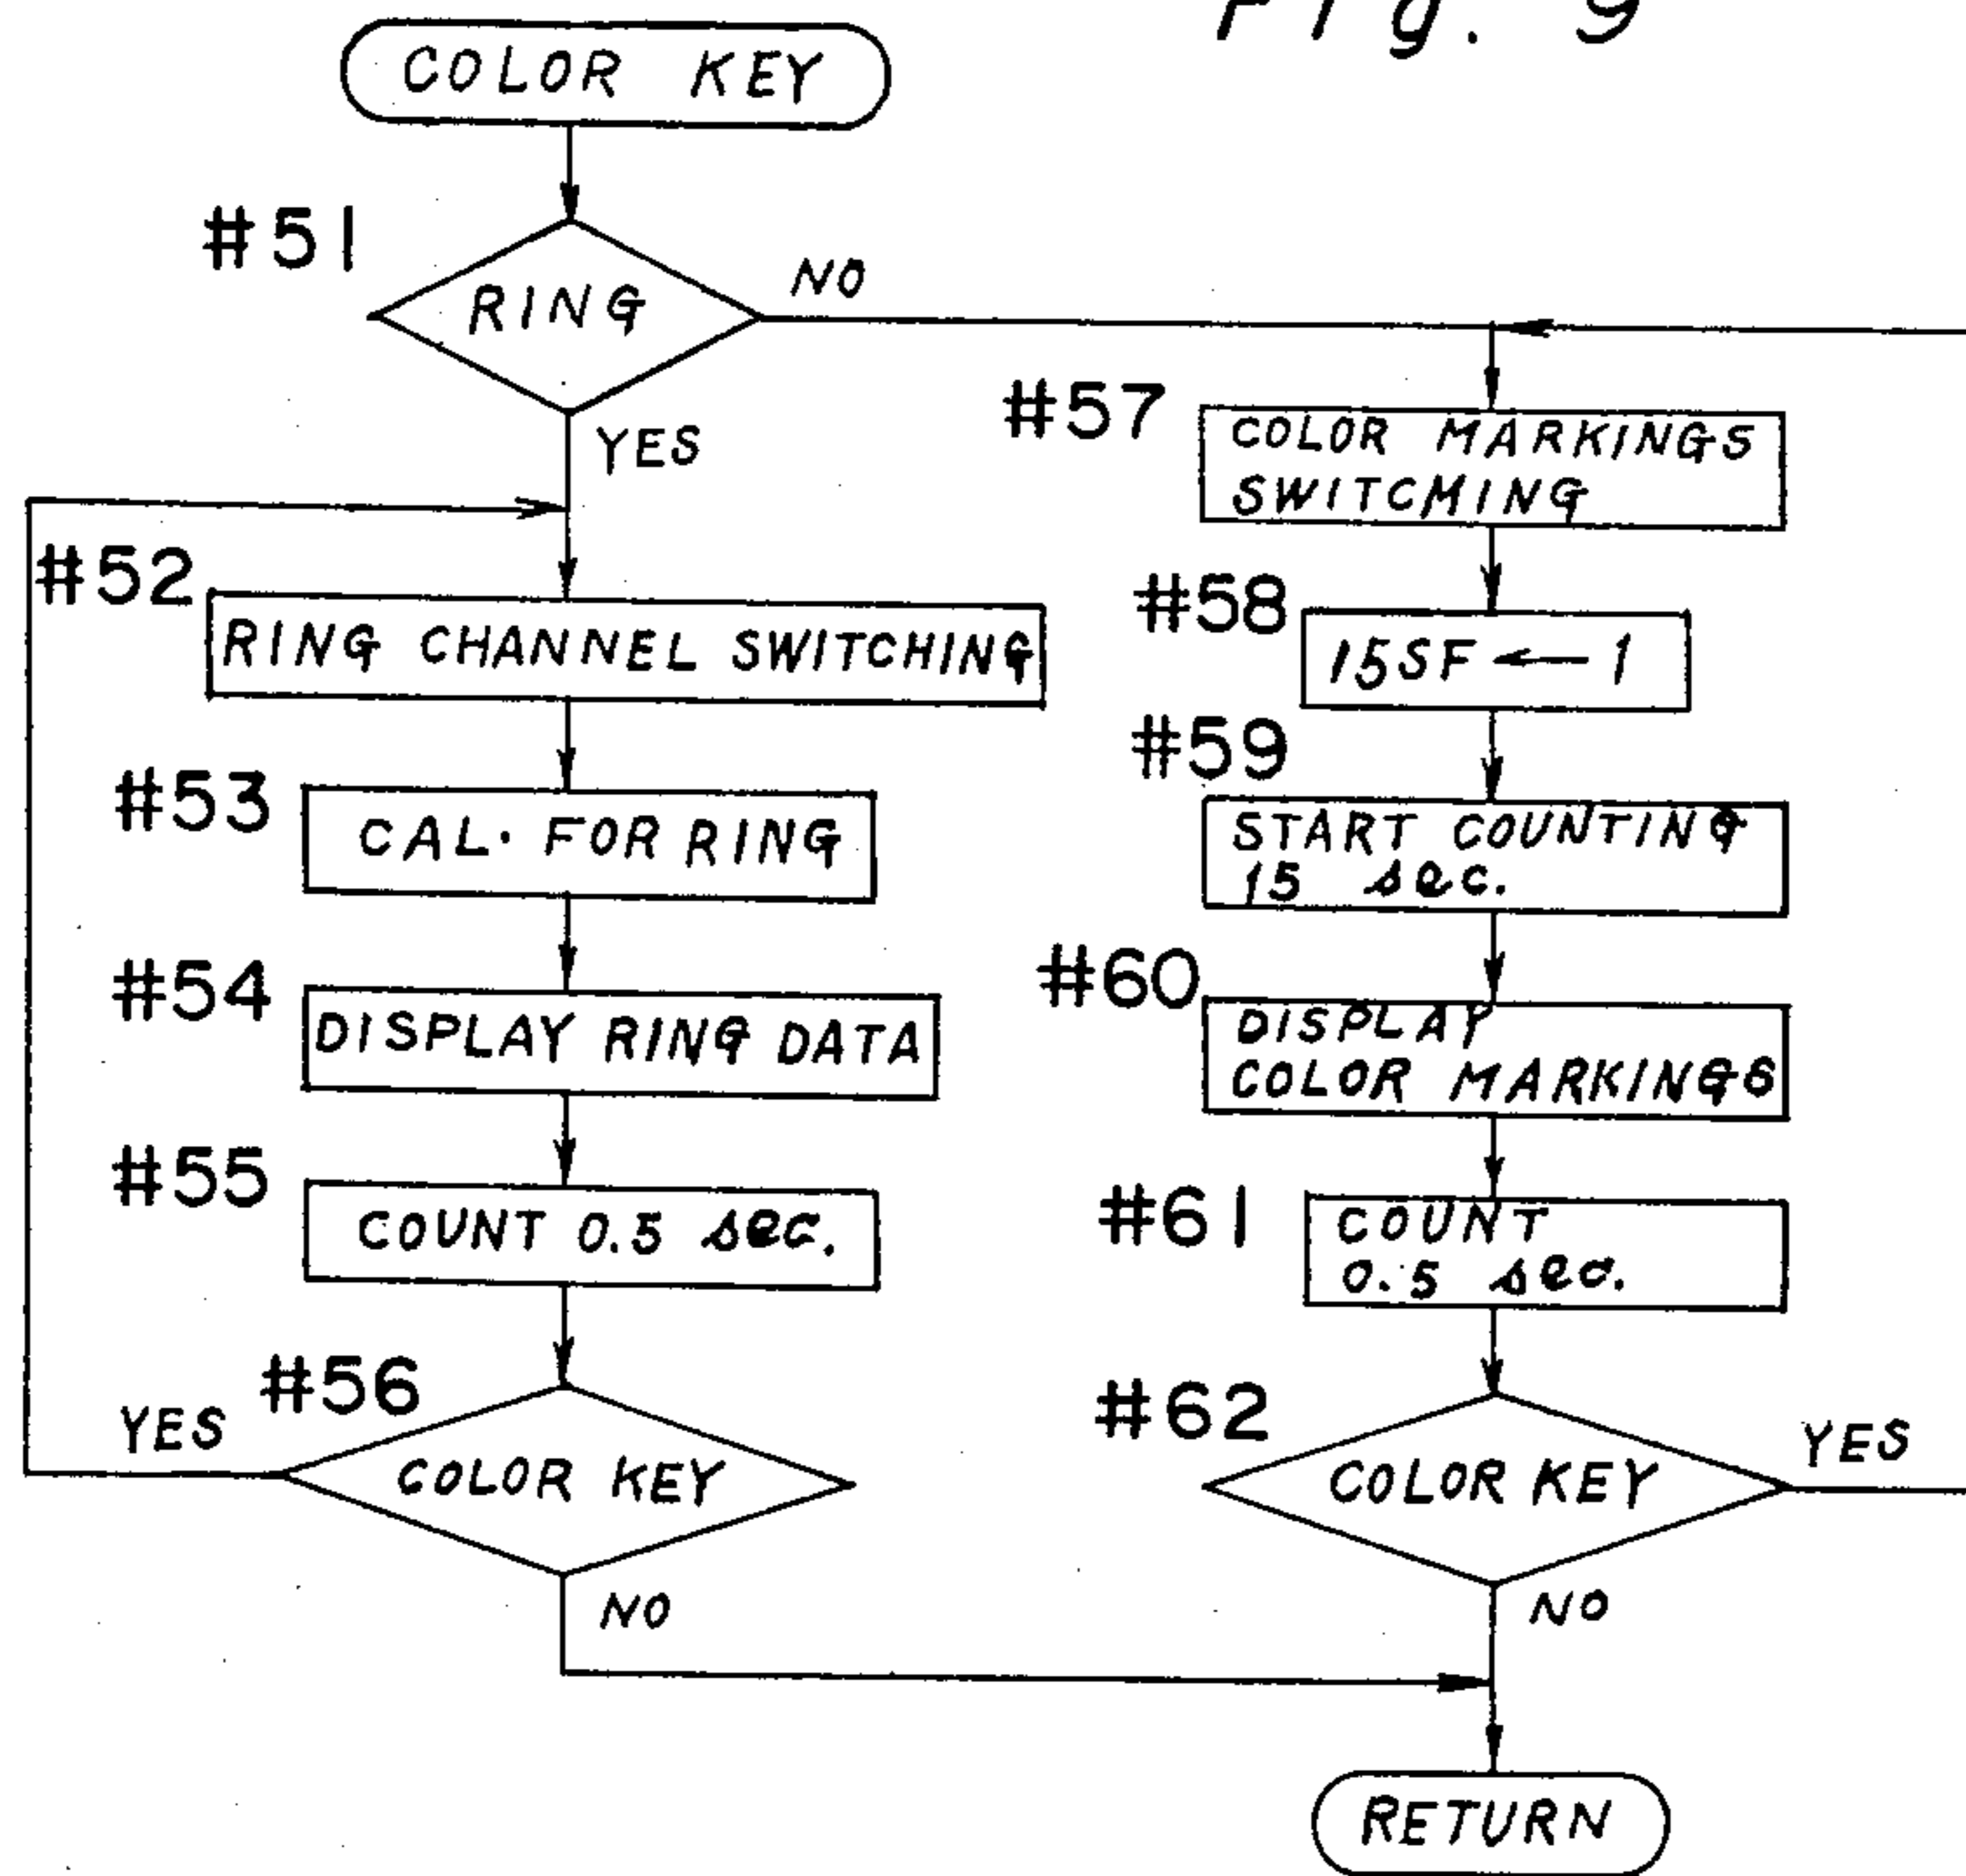 Fig. 9
COLOR KEY
#51
RING
NO
YES
#52
RING CHANNEL SWITCHING
#53
CAL. FOR RING
#54
DISPLAY RING DATA
#55
COUNT 0.5 sec.
#56
YES
COLOR KEY
NO
#57
COLOR MARKINGS
SWITCMING
#58
15SF ← 1
#59
START COUNTING
15 sec.
#60
DISPLAY
COLOR MARKINGS
#61
COUNT
0.5 sec.
#62
COLOR KEY
YES
NO
RETURN